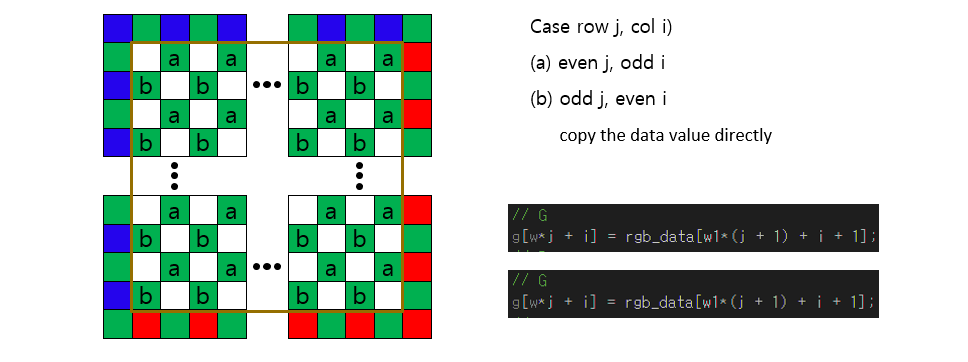 Case row j, col i)
(a) even j, odd i
(b) odd j, even i
copy the data value directly
a a a a
b b b b
a a a a
b b b b
a a a a
b b b b
a a a a
b b b b
// G
g[w*j + i] = rgb_data[w1*(j + 1) + i + 1];
// G
g[w*j + i] = rgb_data[w1*(j + 1) + i + 1];